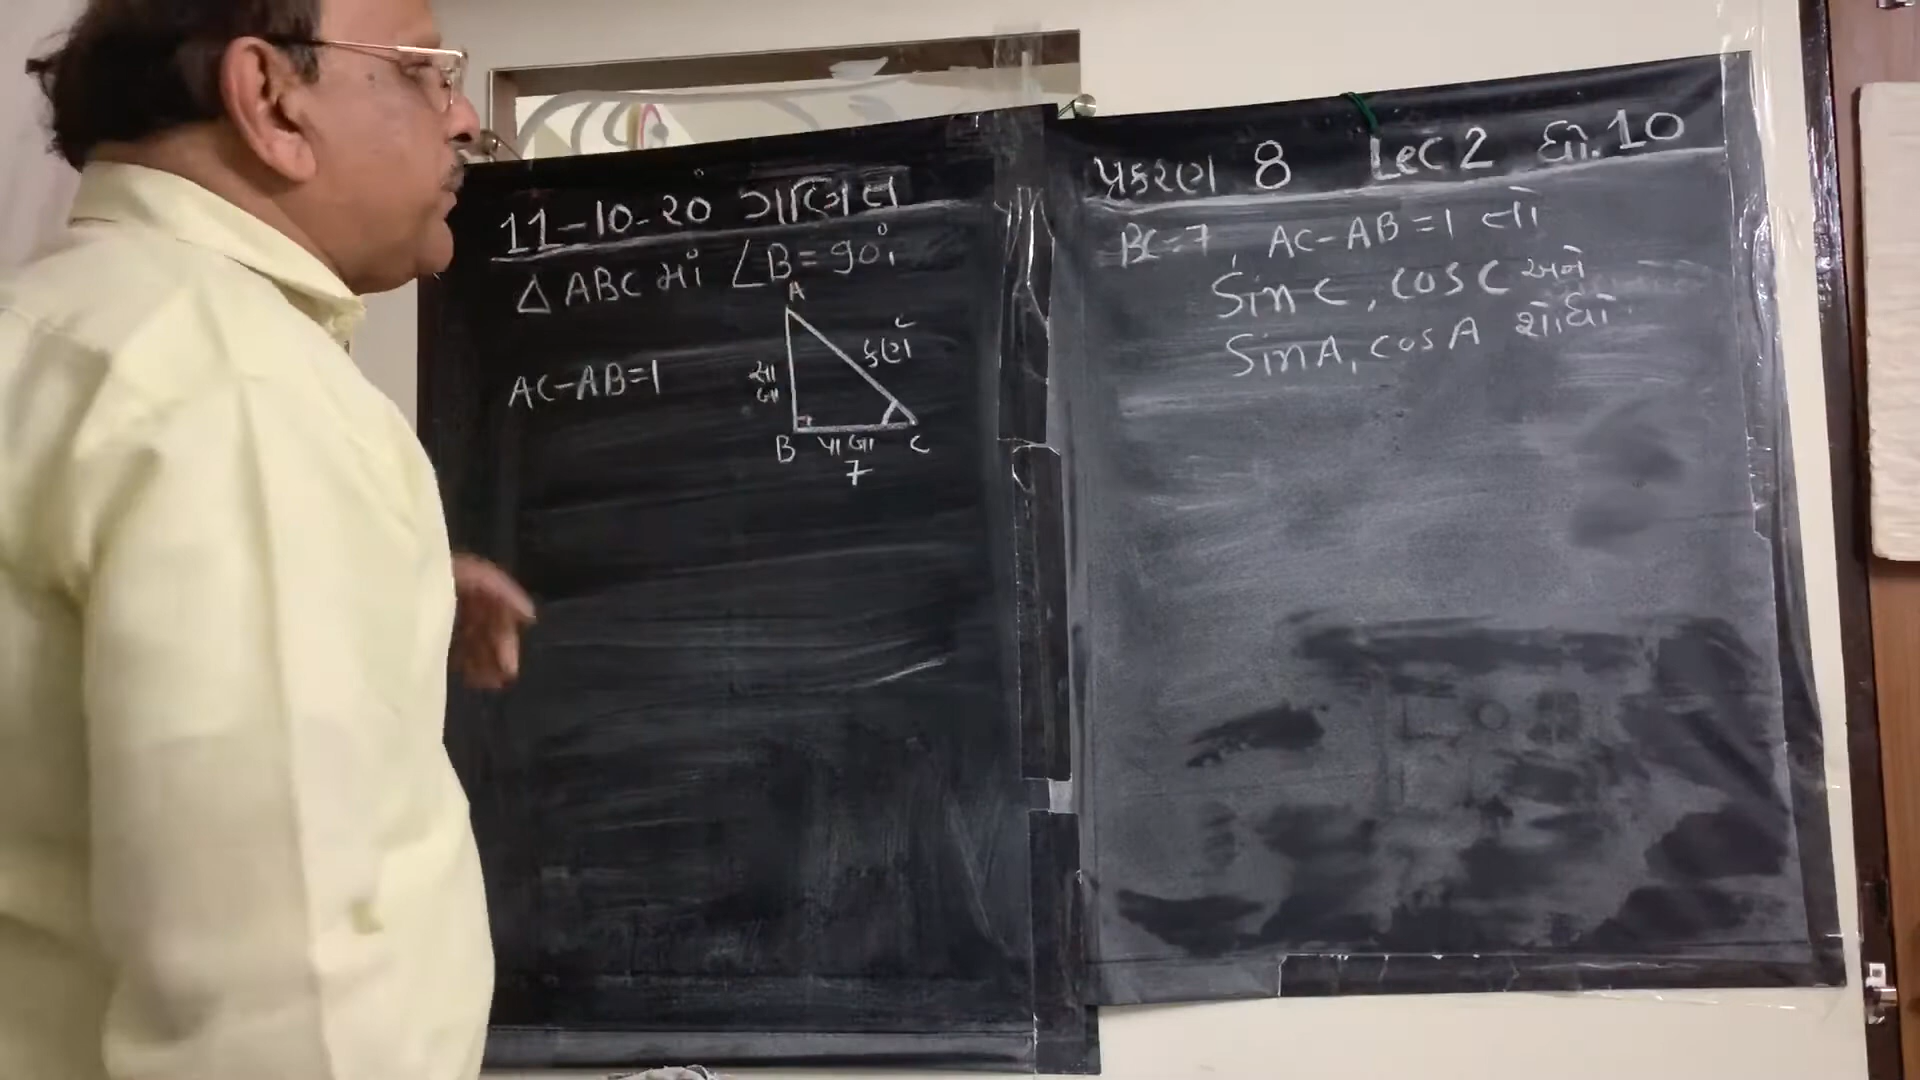 11-10-20 ગણિત
△ ABC માં ∠B = 90°,
A
AC-AB=1
સા બા
કર્ણ
B પા બા C
7
પ્રકરણ 8 Lec 2 ધો. 10
BC=7, AC-AB=1 તો
Sin C, cos C અને
Sin A, cos A શોધો.